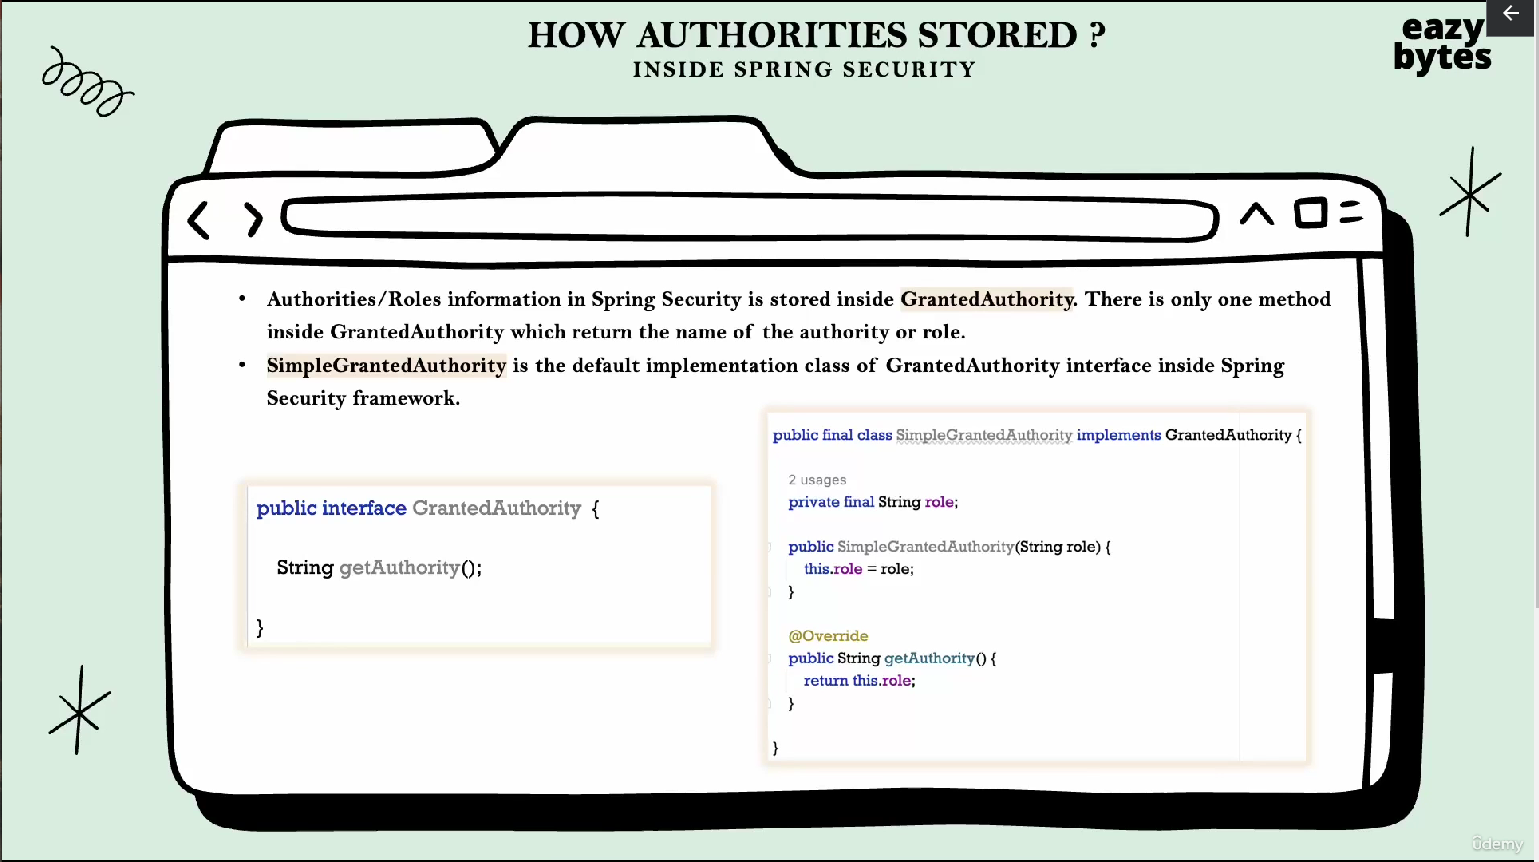 HOW AUTHORITIES STORED ?
INSIDE SPRING SECURITY
eazy
bytes
• Authorities/Roles information in Spring Security is stored inside GrantedAuthority. There is only one method
inside GrantedAuthority which return the name of the authority or role.
• SimpleGrantedAuthority is the default implementation class of GrantedAuthority interface inside Spring
Security framework.
public interface GrantedAuthority {
String getAuthority();
}
public final class SimpleGrantedAuthority implements GrantedAuthority {
2 usages
private final String role;
public SimpleGrantedAuthority(String role) {
this.role = role;
}
@Override
public String getAuthority() {
return this.role;
}
}
ûdemy